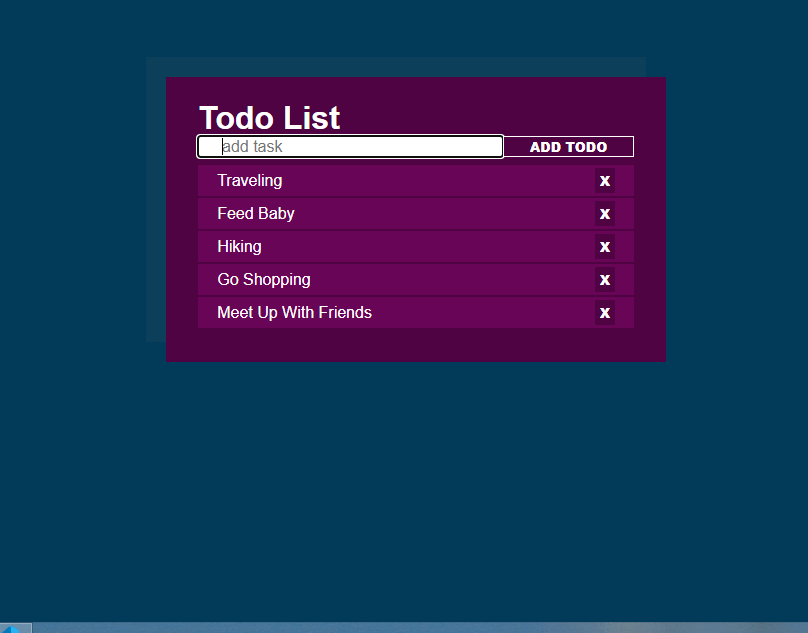 Todo List
add task ADD TODO
Traveling X
Feed Baby X
Hiking X
Go Shopping X
Meet Up With Friends X